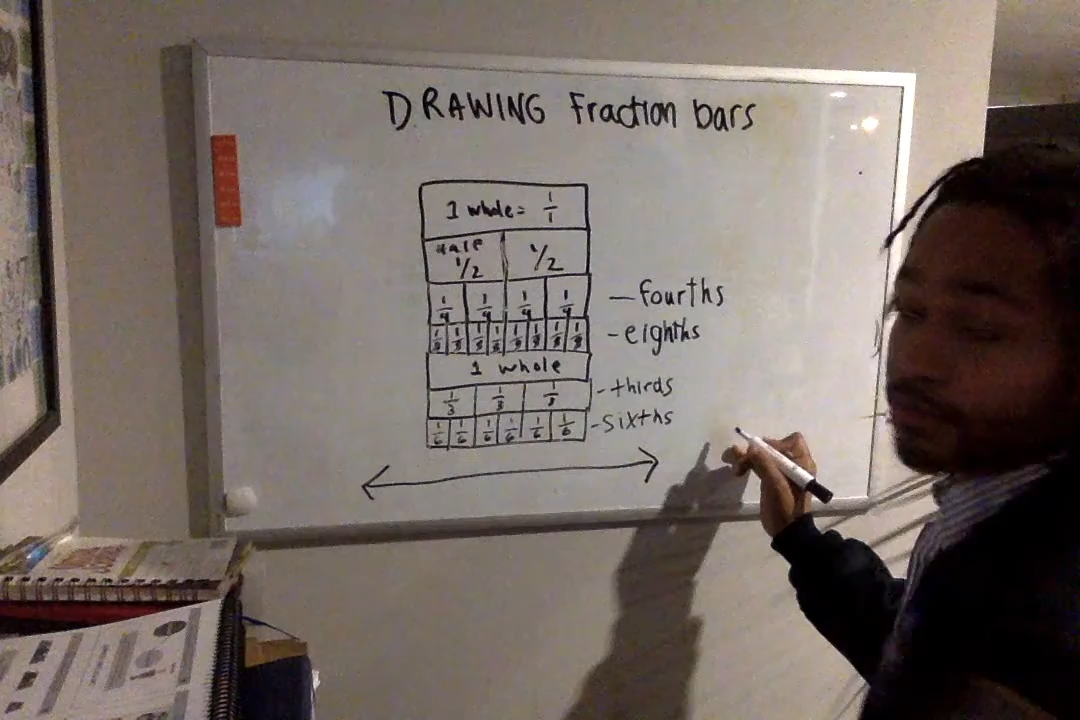 DRAWING Fraction bars
1 whole = 1/1
Half
1/2 1/2
1/4 1/4 1/4 1/4 — fourths
1/8 1/8 1/8 1/8 1/8 1/8 1/8 1/8 - eighths
1 whole
1/3 1/3 1/3 - thirds
1/6 1/6 1/6 1/6 1/6 1/6 - sixths